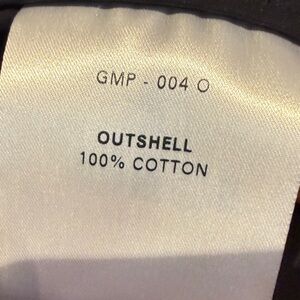 GMP - 004 O
OUTSHELL
100% COTTON